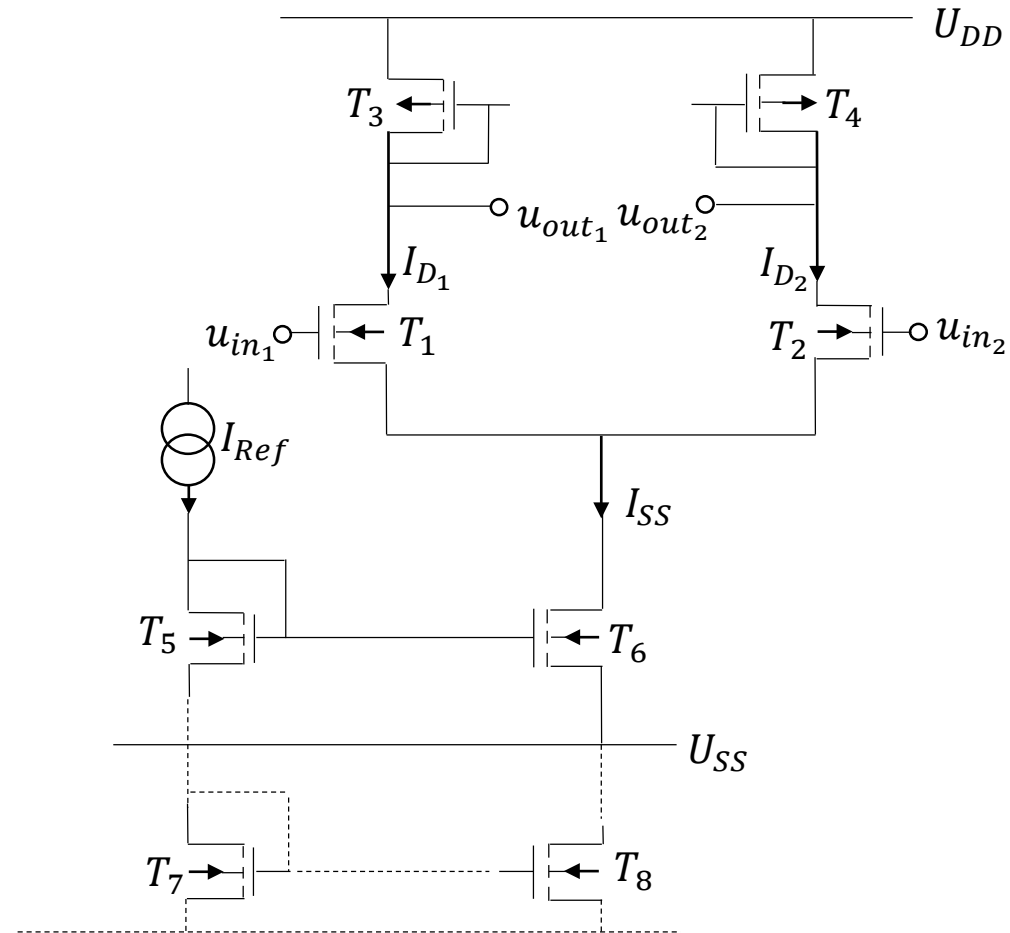 U_DD
T_3
T_4
u_out_1
u_out_2
I_D_1
I_D_2
u_in_1
T_1
T_2
u_in_2
I_Ref
I_SS
T_5
T_6
U_SS
T_7
T_8